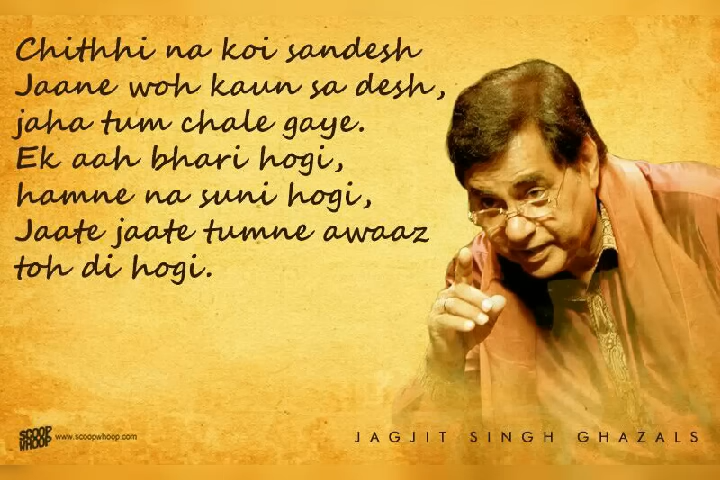 Chithhi na koi sandesh
Jaane woh kaun sa desh,
jaha tum chale gaye.
Ek aah bhari hogi,
hamne na suni hogi,
Jaate jaate tumne awaaz
toh di hogi.
SCOOP
WHOOP
www.scoopwhoop.com
JAGJIT SINGH GHAZALS